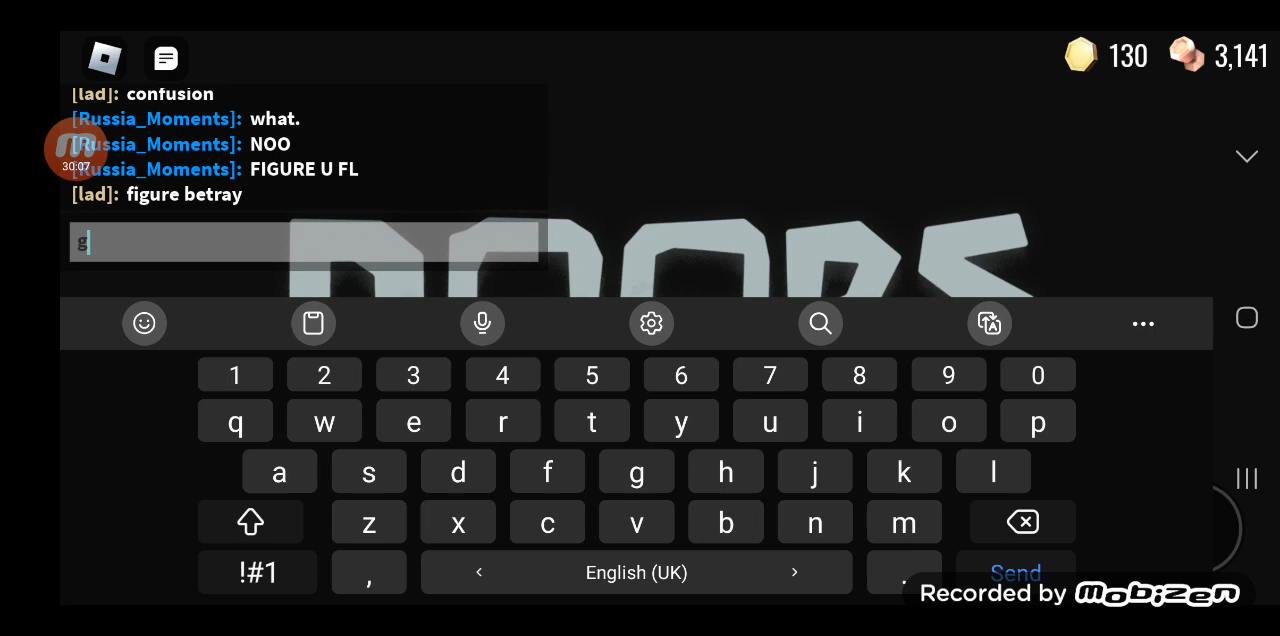 130 3,141
[lad]: confusion
[Russia_Moments]: what.
[Russia_Moments]: NOO
30:07
[Russia_Moments]: FIGURE U FL
[lad]: figure betray
g
DOORS
1 2 3 4 5 6 7 8 9 0
q w e r t y u i o p
a s d f g h j k l
z x c v b n m
!#1 , < English (UK) > . Send
Recorded by mobizen